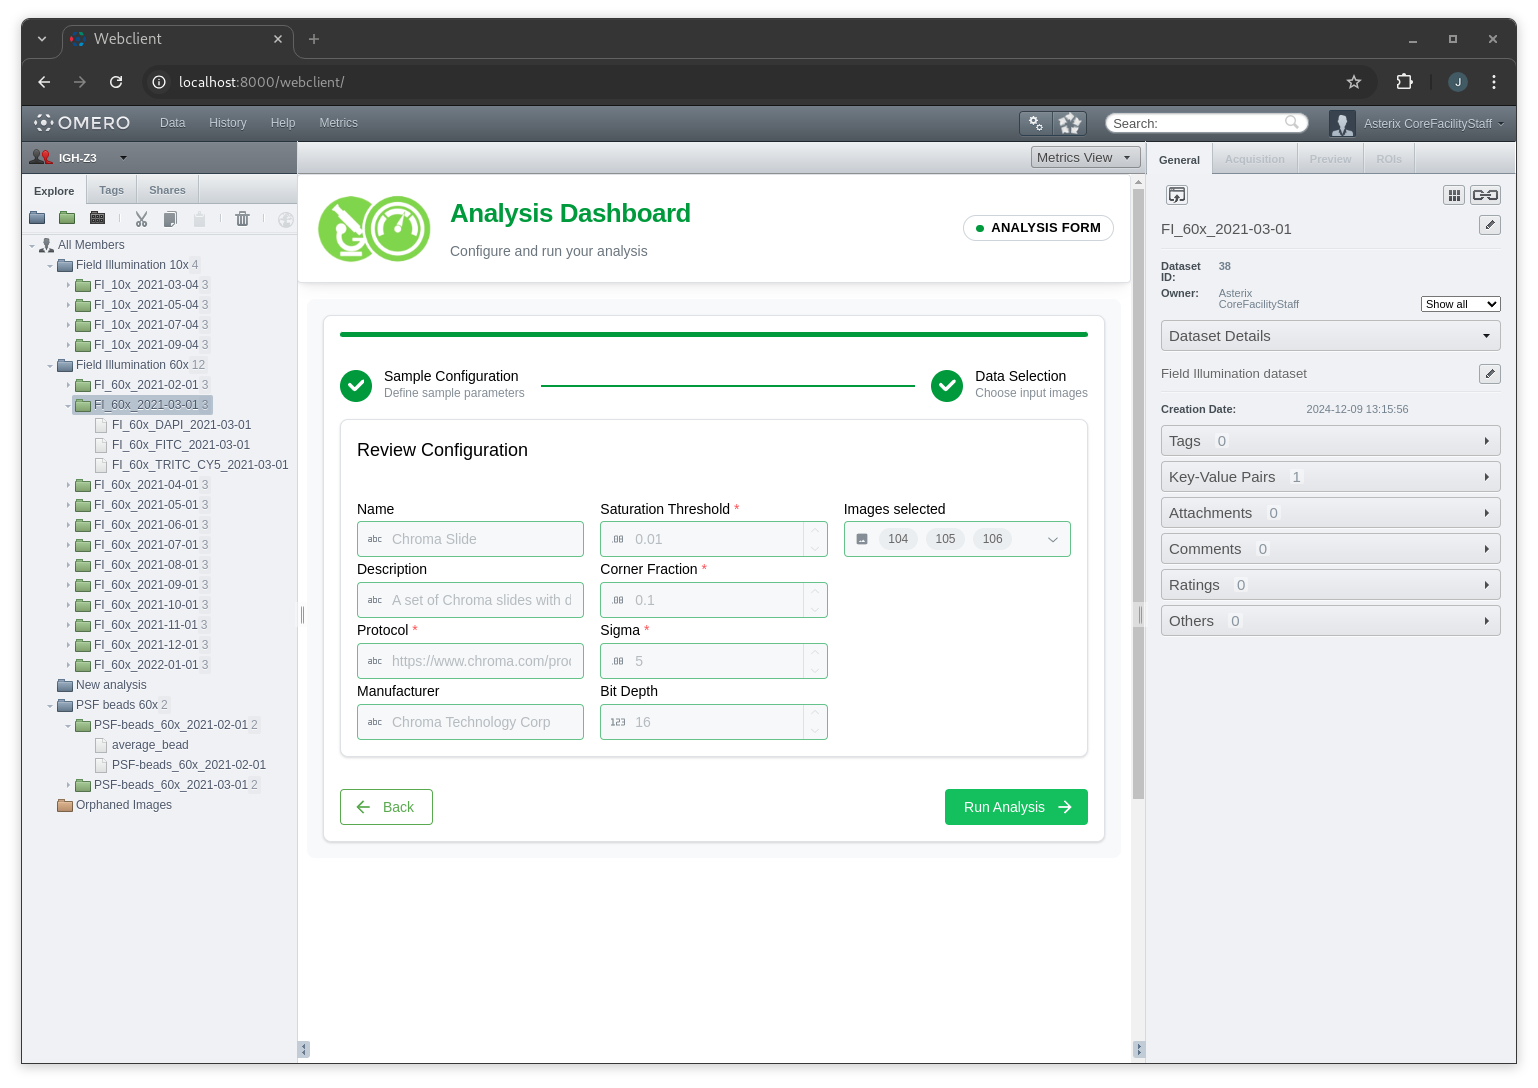 Webclient
localhost:8000/webclient/
J
OMERO
Data
History
Help
Metrics
Search:
Asterix CoreFacilityStaff
IGH-Z3
Explore
Tags
Shares
All Members
Field Illumination 10x 4
FI_10x_2021-03-04 3
FI_10x_2021-05-04 3
FI_10x_2021-07-04 3
FI_10x_2021-09-04 3
Field Illumination 60x 12
FI_60x_2021-02-01 3
FI_60x_2021-03-01 3
FI_60x_DAPI_2021-03-01
FI_60x_FITC_2021-03-01
FI_60x_TRITC_CY5_2021-03-01
FI_60x_2021-04-01 3
FI_60x_2021-05-01 3
FI_60x_2021-06-01 3
FI_60x_2021-07-01 3
FI_60x_2021-08-01 3
FI_60x_2021-09-01 3
FI_60x_2021-10-01 3
FI_60x_2021-11-01 3
FI_60x_2021-12-01 3
FI_60x_2022-01-01 3
New analysis
PSF beads 60x 2
PSF-beads_60x_2021-02-01 2
average_bead
PSF-beads_60x_2021-02-01
PSF-beads_60x_2021-03-01 2
Orphaned Images
Metrics View
Analysis Dashboard
Configure and run your analysis
ANALYSIS FORM
Sample Configuration
Define sample parameters
Data Selection
Choose input images
Review Configuration
Name
abc Chroma Slide
Description
abc A set of Chroma slides with d
Protocol *
abc https://www.chroma.com/proc
Manufacturer
abc Chroma Technology Corp
Saturation Threshold *
.00 0.01
Corner Fraction *
.00 0.1
Sigma *
.00 5
Bit Depth
123 16
Images selected
104 105 106
Back
Run Analysis
General
Acquisition
Preview
ROIs
FI_60x_2021-03-01
Dataset ID: 38
Owner: Asterix CoreFacilityStaff
Show all
Dataset Details
Field Illumination dataset
Creation Date: 2024-12-09 13:15:56
Tags 0
Key-Value Pairs 1
Attachments 0
Comments 0
Ratings 0
Others 0